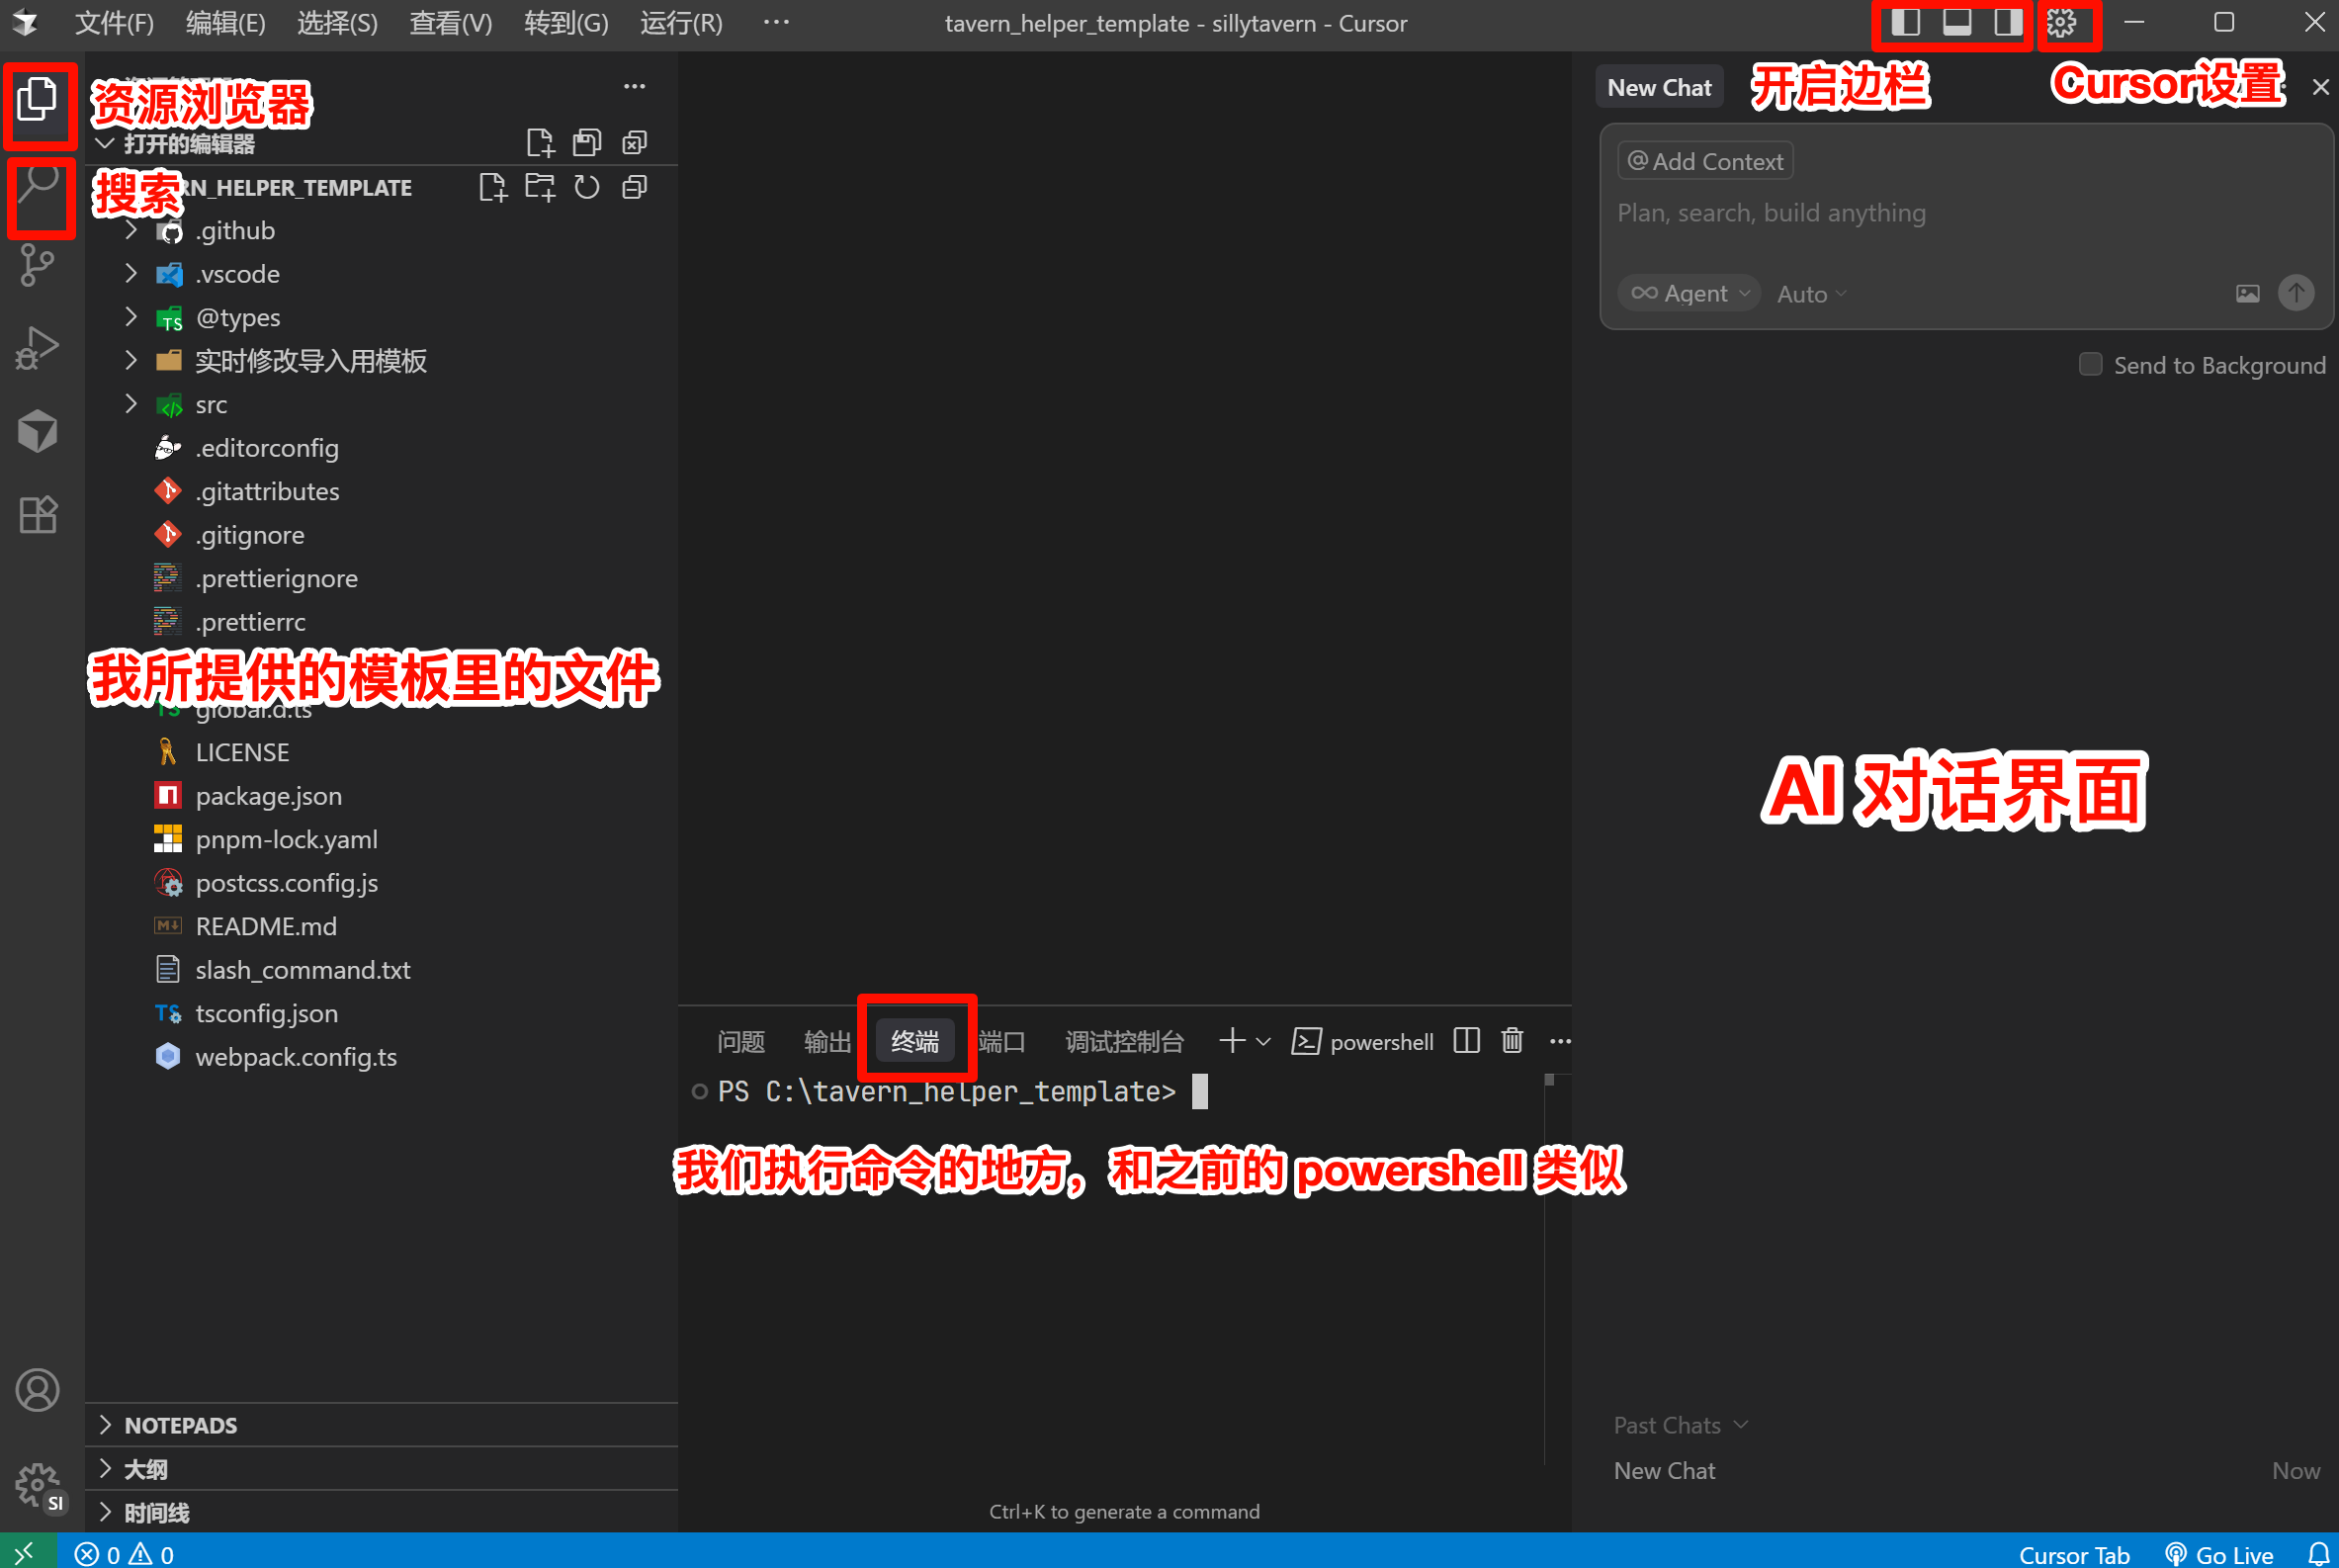 文件(F) 编辑(E) 选择(S) 查看(V) 转到(G) 运行(R) ··· tavern_helper_template - sillytavern - Cursor
资源浏览器
开启边栏
Cursor设置
New Chat
打开的编辑器
搜索
RN_HELPER_TEMPLATE
@ Add Context
Plan, search, build anything
Agent Auto
Send to Background
.github
.vscode
@types
实时修改导入用模板
src
.editorconfig
.gitattributes
.gitignore
.prettierignore
.prettierrc
我所提供的模板里的文件
global.d.ts
LICENSE
package.json
pnpm-lock.yaml
postcss.config.js
README.md
slash_command.txt
tsconfig.json
webpack.config.ts
AI 对话界面
问题 输出 终端 端口 调试控制台 powershell
PS C:\tavern_helper_template>
我们执行命令的地方，和之前的 powershell 类似
Ctrl+K to generate a command
Past Chats
New Chat Now
NOTEPADS
大纲
时间线
SI
0 0 Cursor Tab Go Live